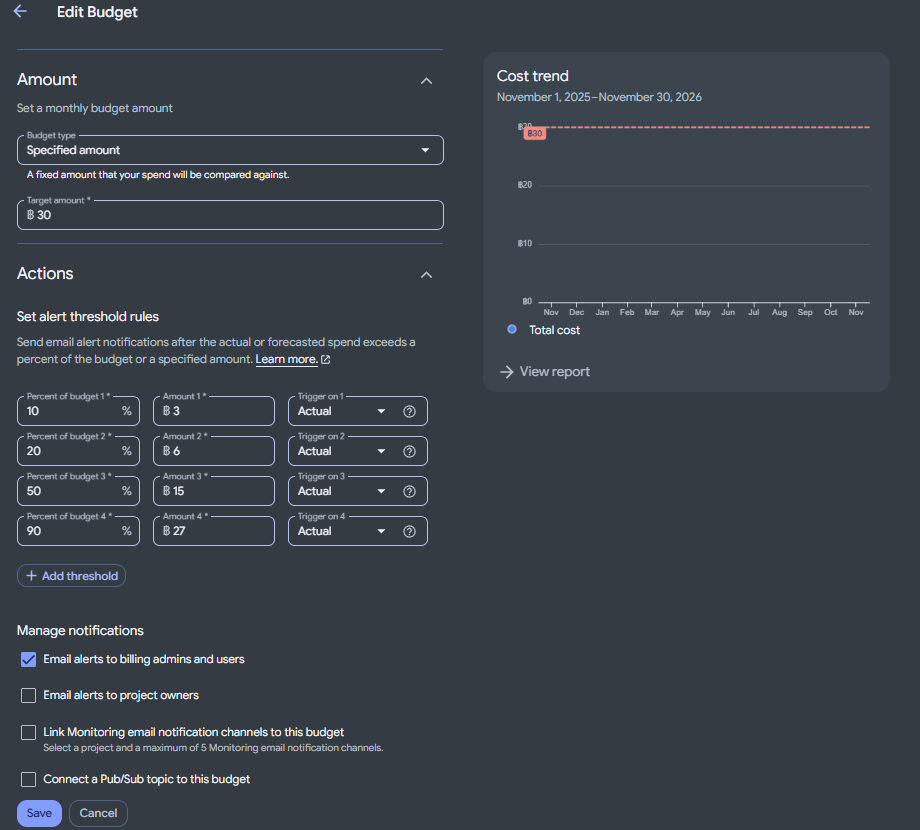 Edit Budget
Amount
Set a monthly budget amount
Budget type
Specified amount
A fixed amount that your spend will be compared against.
Target amount *
฿ 30
Actions
Set alert threshold rules
Send email alert notifications after the actual or forecasted spend exceeds a
percent of the budget or a specified amount. Learn more.
Percent of budget 1 * Amount 1 * Trigger on 1
10 % ฿ 3 Actual
Percent of budget 2 * Amount 2 * Trigger on 2
20 % ฿ 6 Actual
Percent of budget 3 * Amount 3 * Trigger on 3
50 % ฿ 15 Actual
Percent of budget 4 * Amount 4 * Trigger on 4
90 % ฿ 27 Actual
+ Add threshold
Manage notifications
Email alerts to billing admins and users
Email alerts to project owners
Link Monitoring email notification channels to this budget
Select a project and a maximum of 5 Monitoring email notification channels.
Connect a Pub/Sub topic to this budget
Save Cancel
Cost trend
November 1, 2025–November 30, 2026
฿30
฿30
฿20
฿10
฿0
Nov Dec Jan Feb Mar Apr May Jun Jul Aug Sep Oct Nov
Total cost
View report